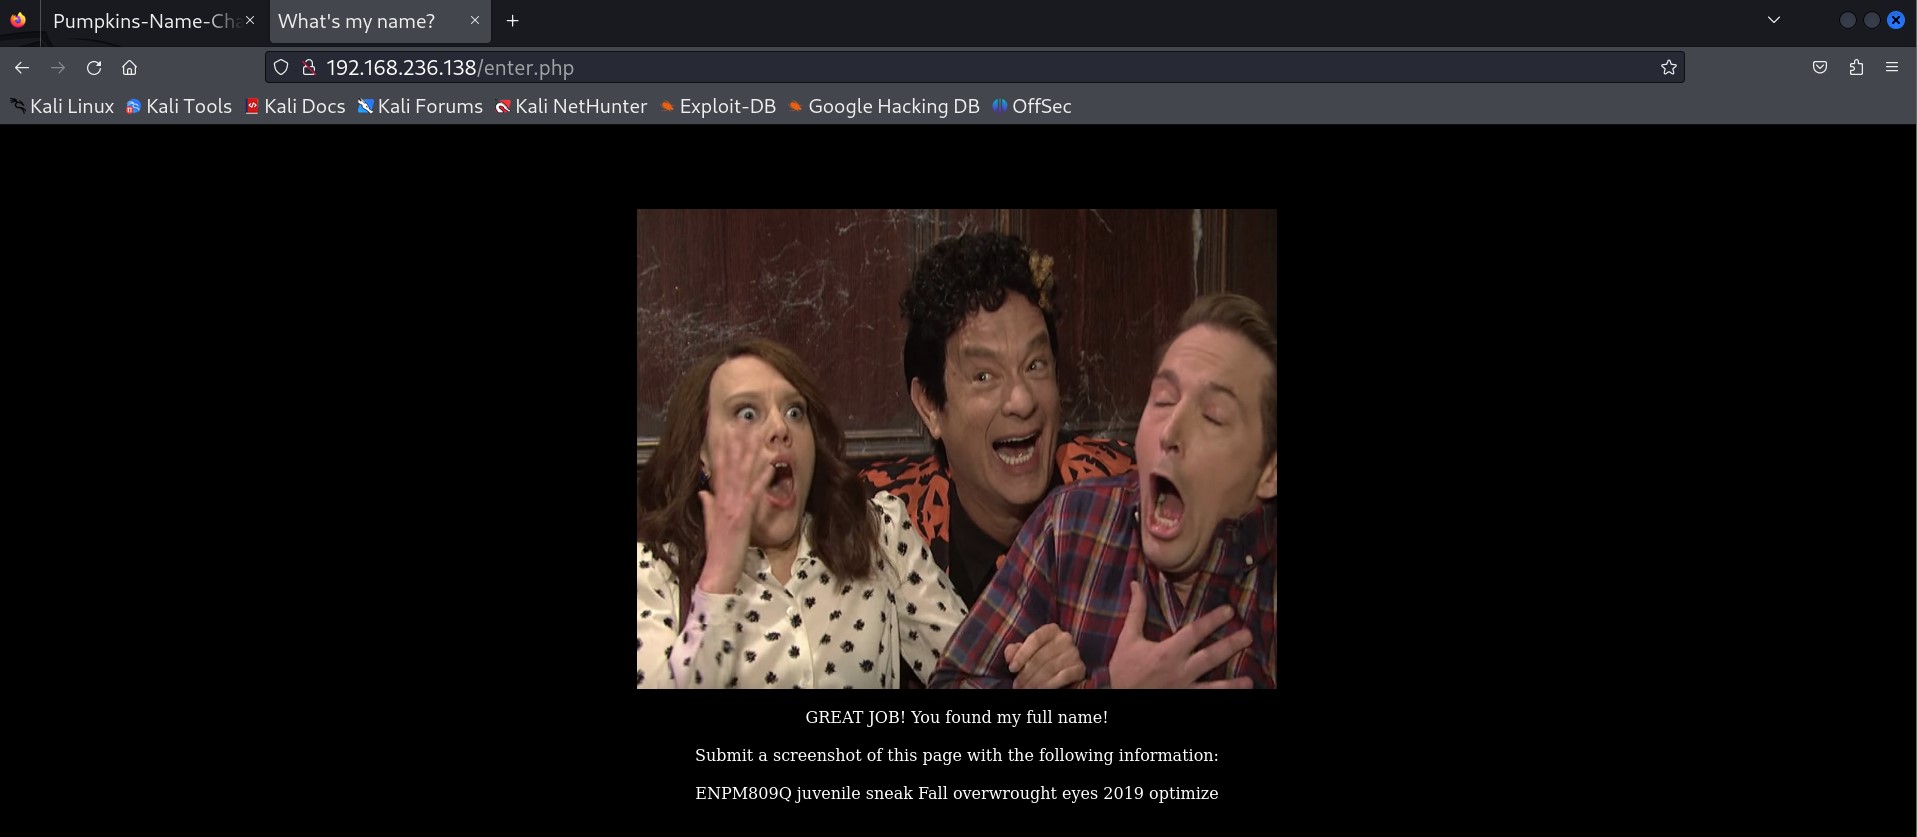 Pumpkins-Name-Cha
What's my name?
192.168.236.138/enter.php
Kali Linux Kali Tools Kali Docs Kali Forums Kali NetHunter Exploit-DB Google Hacking DB OffSec
GREAT JOB! You found my full name!
Submit a screenshot of this page with the following information:
ENPM809Q juvenile sneak Fall overwrought eyes 2019 optimize